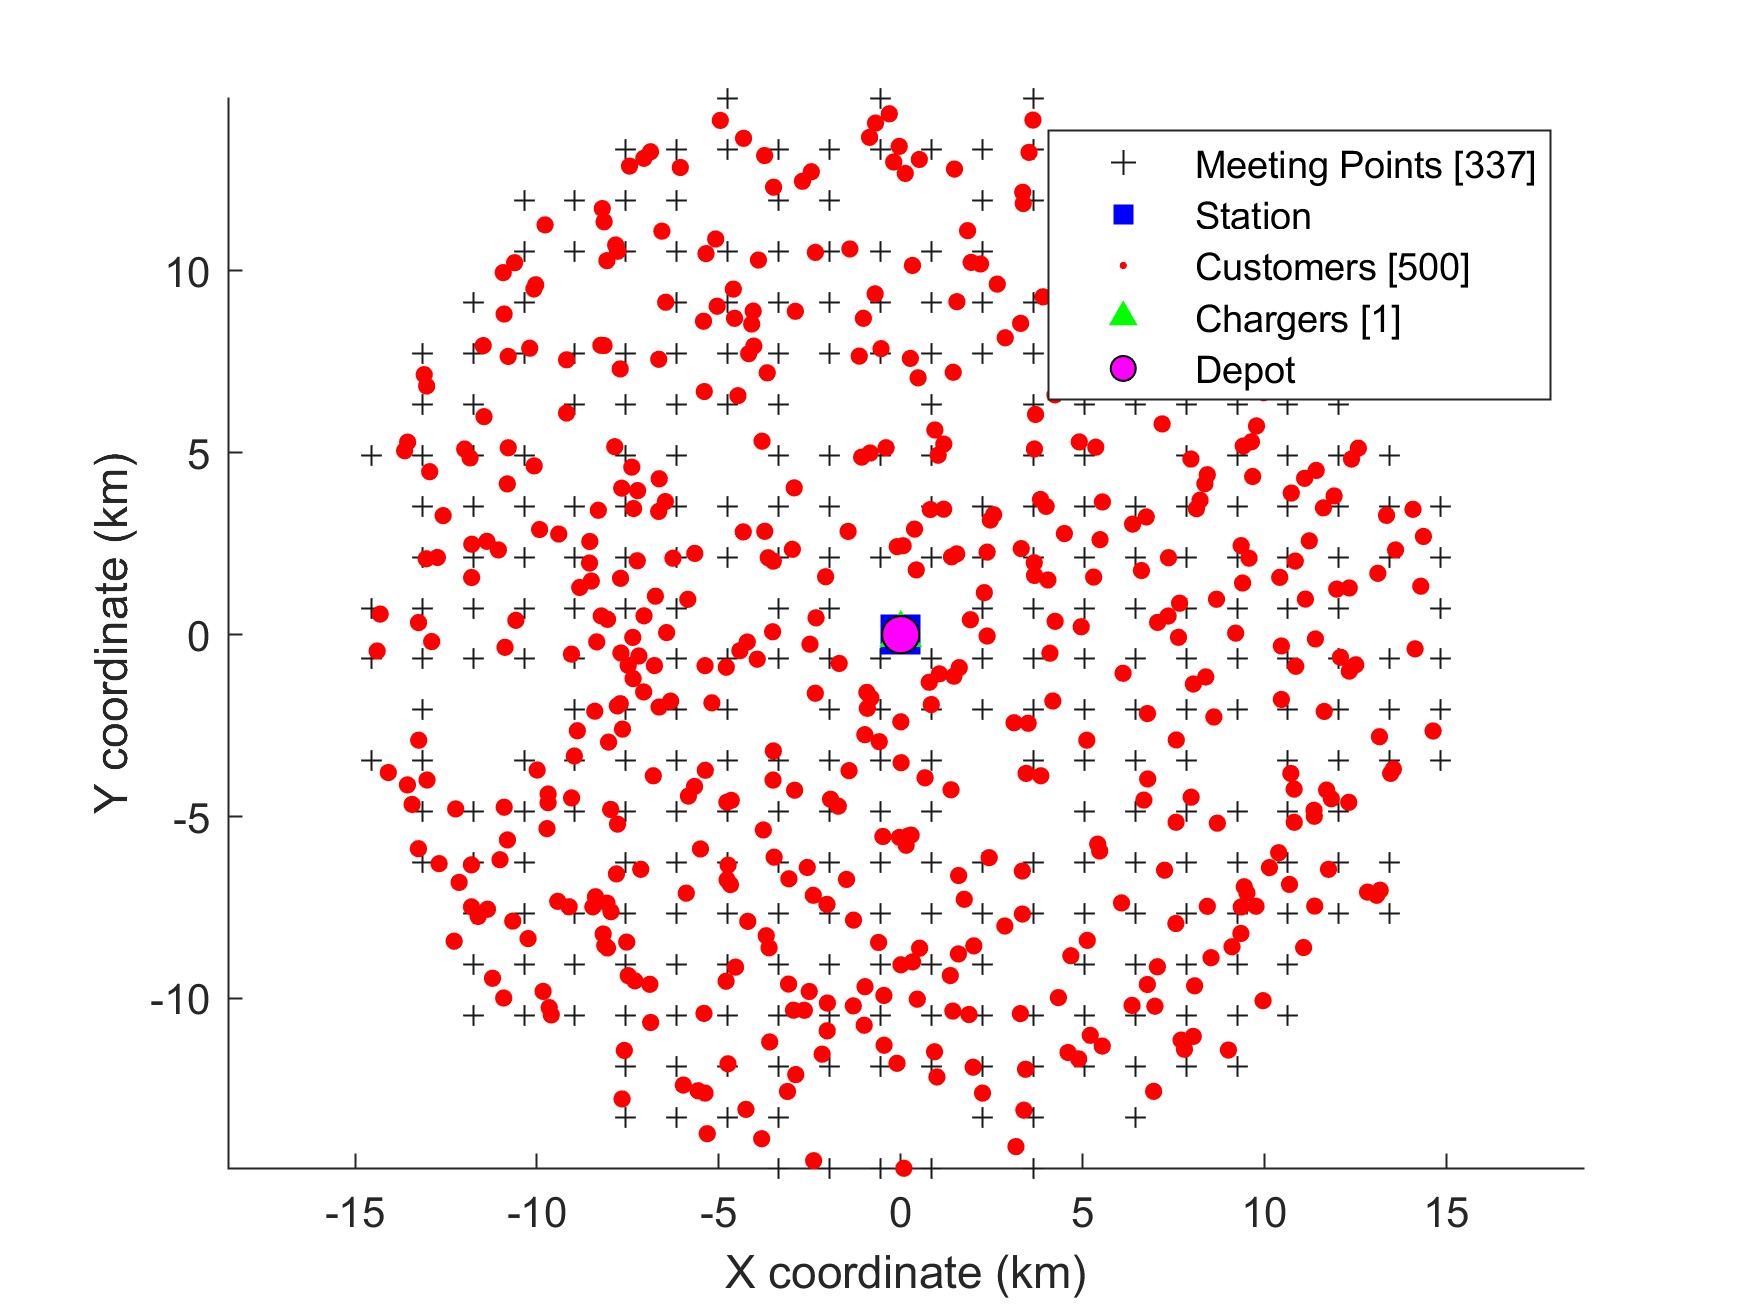 Meeting Points [337]
Station
Customers [500]
Chargers [1]
Depot
10
5
0
-5
-10
Y coordinate (km)
-15 -10 -5 0 5 10 15
X coordinate (km)